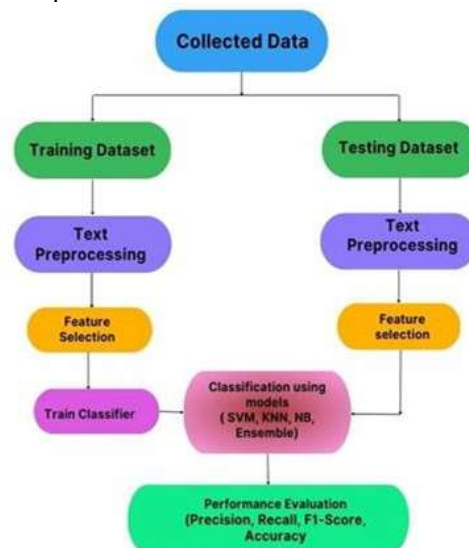 Collected Data
Training Dataset
Testing Dataset
Text
Preprocessing
Text
Preprocessing
Feature
Selection
Feature
selection
Train Classifier
Classification using
models
( SVM, KNN, NB,
Ensemble)
Performance Evaluation
(Precision, Recall, F1-Score,
Accuracy